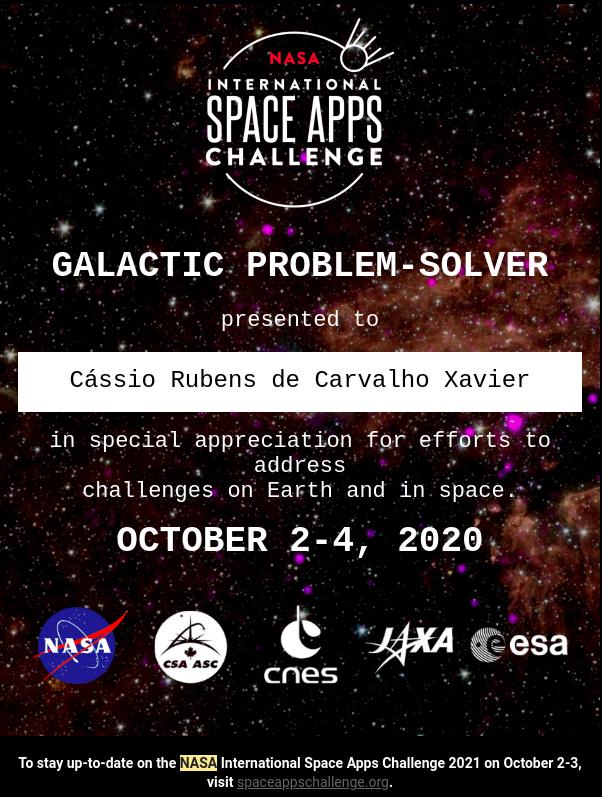 NASA
INTERNATIONAL
SPACE APPS
CHALLENGE
GALACTIC PROBLEM-SOLVER
presented to
Cássio Rubens de Carvalho Xavier
in special appreciation for efforts to
address
challenges on Earth and in space.
OCTOBER 2-4, 2020
NASA CSA ASC cnes JAXA esa
To stay up-to-date on the NASA International Space Apps Challenge 2021 on October 2-3,
visit spaceappschallenge.org.